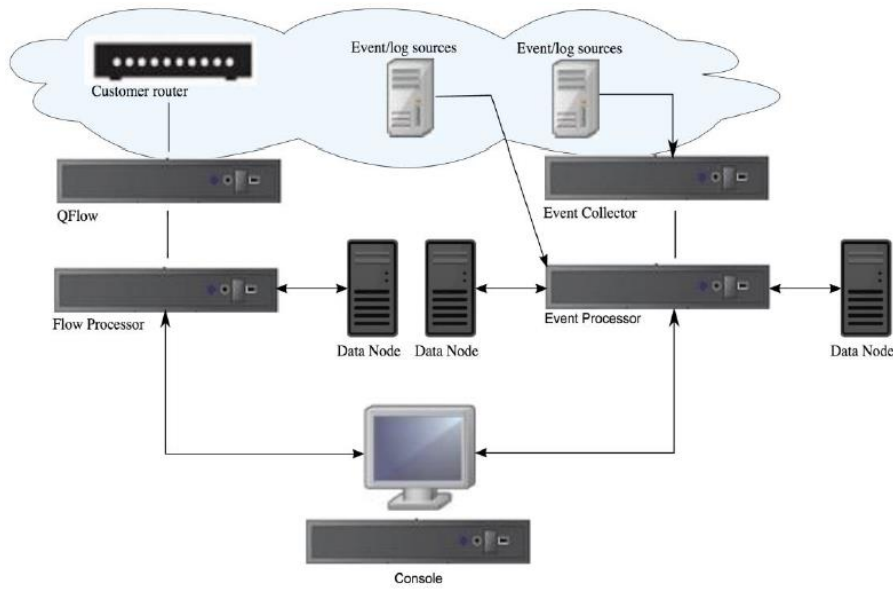 Event/log sources
Event/log sources
Customer router
QFlow
Event Collector
Flow Processor
Event Processor
Data Node
Data Node
Data Node
Console